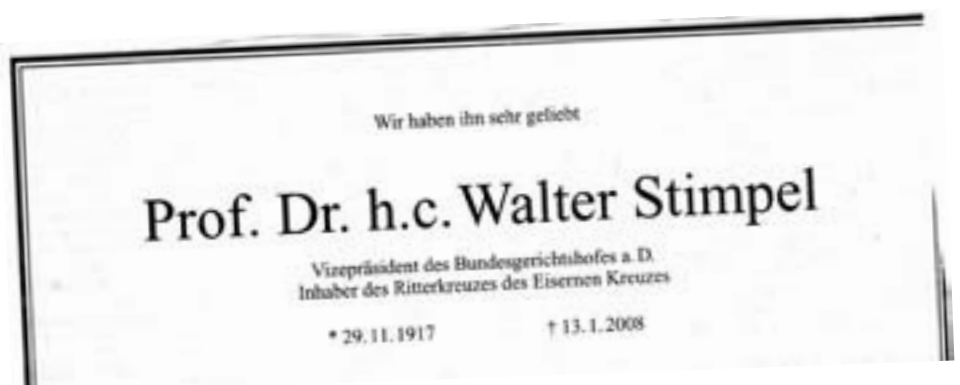 Wir haben ihn sehr geliebt
Prof. Dr. h.c. Walter Stimpel
Vizepräsident des Bundesgerichtshofes a. D.
Inhaber des Ritterkreuzes des Eisernen Kreuzes
* 29.11.1917 † 13.1.2008